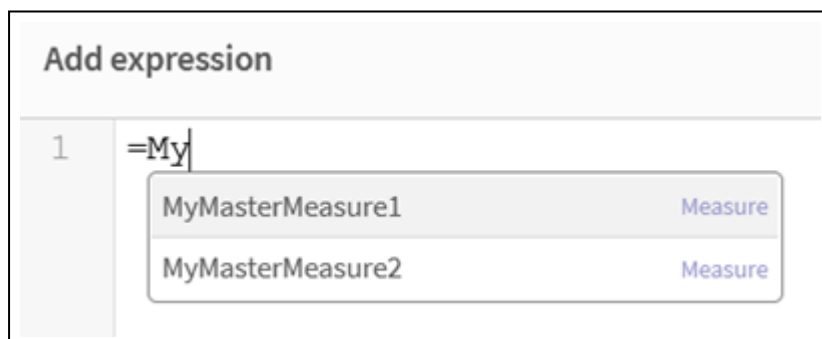 Add expression
1 =My
MyMasterMeasure1 Measure
MyMasterMeasure2 Measure